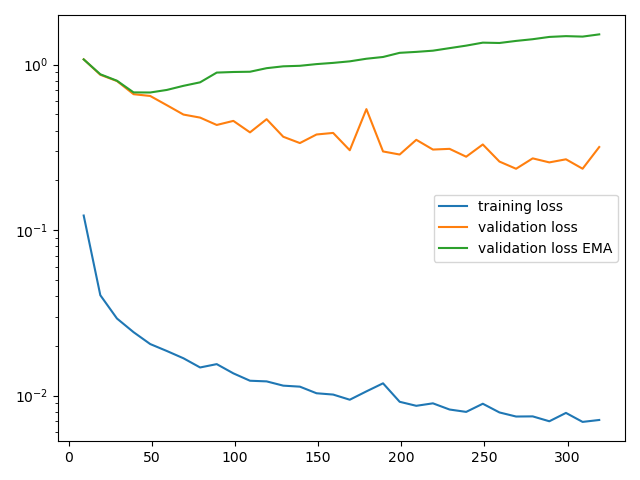 10⁰
10⁻¹
10⁻²
training loss
validation loss
validation loss EMA
0 50 100 150 200 250 300